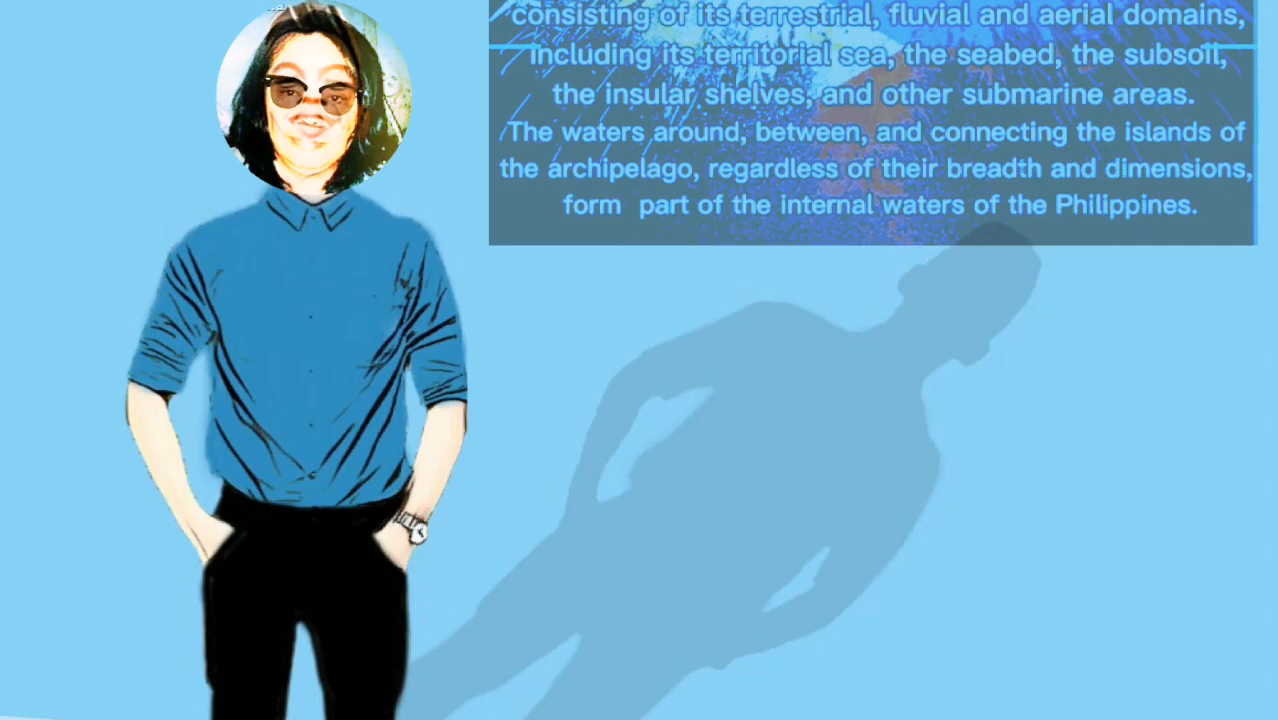 consisting of its terrestrial, fluvial and aerial domains,
including its territorial sea, the seabed, the subsoil,
the insular shelves, and other submarine areas.
The waters around, between, and connecting the islands of
the archipelago, regardless of their breadth and dimensions,
form part of the internal waters of the Philippines.